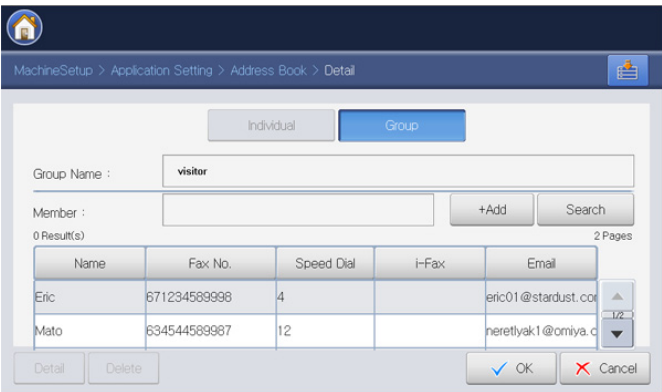 MachineSetup > Application Setting > Address Book > Detail
Individual Group
Group Name : visitor
Member : +Add Search
0 Result(s) 2 Pages
Name Fax No. Speed Dial i-Fax Email
Eric 671234589998 4 eric01@stardust.cor
Mato 634544589987 12 neretlyak1@omiya.c
1/2
Detail Delete OK Cancel